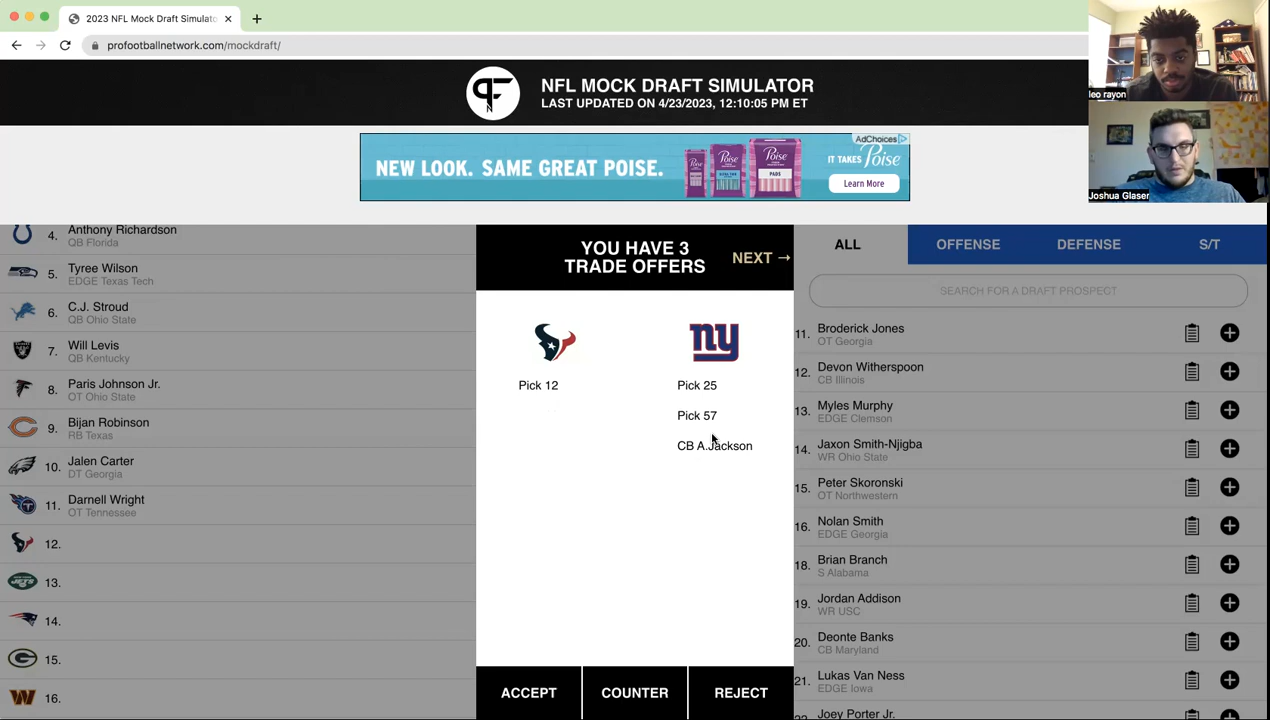 2023 NFL Mock Draft Simulato
profootballnetwork.com/mockdraft/
leo rayon
Joshua Glaser
PF
N
NFL MOCK DRAFT SIMULATOR
LAST UPDATED ON 4/23/2023, 12:10:05 PM ET
AdChoices
NEW LOOK. SAME GREAT POISE.
Poise
Poise
Poise
PADS
IT TAKES Poise
Learn More
4. Anthony Richardson
QB Florida
5. Tyree Wilson
EDGE Texas Tech
6. C.J. Stroud
QB Ohio State
7. Will Levis
QB Kentucky
8. Paris Johnson Jr.
OT Ohio State
9. Bijan Robinson
RB Texas
10. Jalen Carter
DT Georgia
11. Darnell Wright
OT Tennessee
12.
13.
14.
15.
16.
YOU HAVE 3
TRADE OFFERS
NEXT →
ny
Pick 12
Pick 25
Pick 57
CB A.Jackson
ACCEPT
COUNTER
REJECT
ALL
OFFENSE
DEFENSE
S/T
SEARCH FOR A DRAFT PROSPECT
11. Broderick Jones
OT Georgia
12. Devon Witherspoon
CB Illinois
13. Myles Murphy
EDGE Clemson
14. Jaxon Smith-Njigba
WR Ohio State
15. Peter Skoronski
OT Northwestern
16. Nolan Smith
EDGE Georgia
18. Brian Branch
S Alabama
19. Jordan Addison
WR USC
20. Deonte Banks
CB Maryland
21. Lukas Van Ness
EDGE Iowa
Joey Porter Jr.